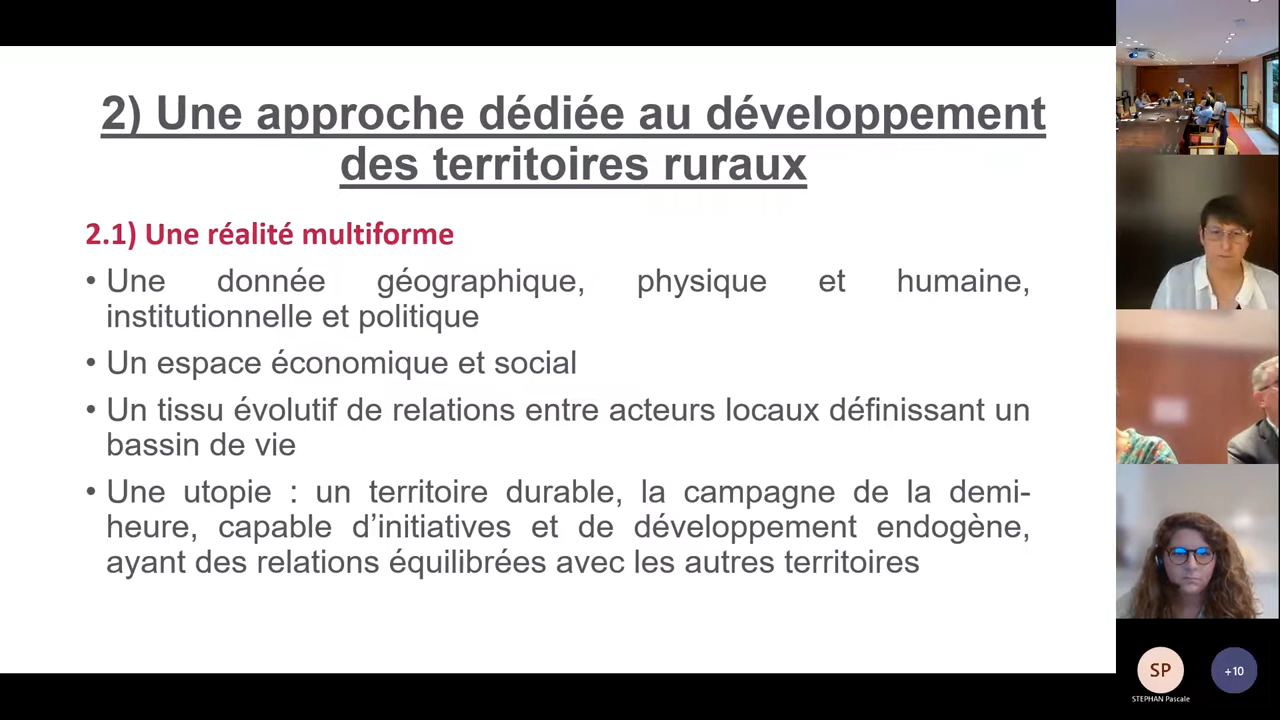 2) Une approche dédiée au développement
des territoires ruraux
2.1) Une réalité multiforme
• Une donnée géographique, physique et humaine,
institutionnelle et politique
• Un espace économique et social
• Un tissu évolutif de relations entre acteurs locaux définissant un
bassin de vie
• Une utopie : un territoire durable, la campagne de la demi-
heure, capable d’initiatives et de développement endogène,
ayant des relations équilibrées avec les autres territoires
SP
+10
STEPHAN Pascale